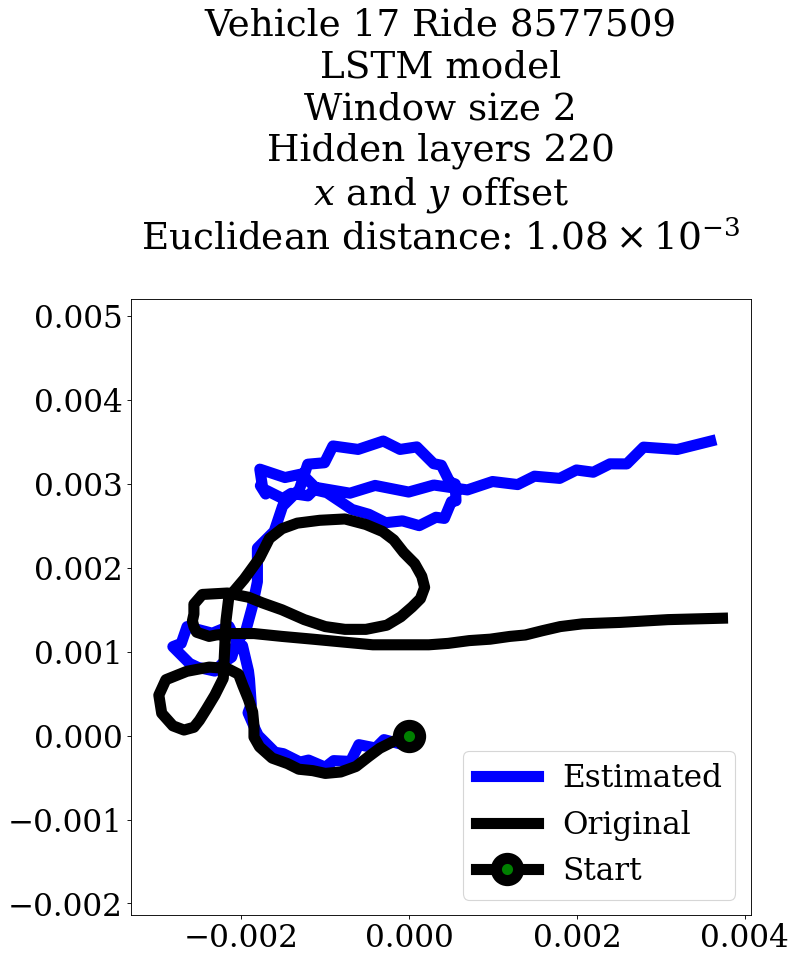 Vehicle 17 Ride 8577509
LSTM model
Window size 2
Hidden layers 220
x and y offset
Euclidean distance: 1.08 × 10⁻³
0.005
0.004
0.003
0.002
0.001
0.000
−0.001
−0.002
−0.002 0.000 0.002 0.004
Estimated
Original
Start